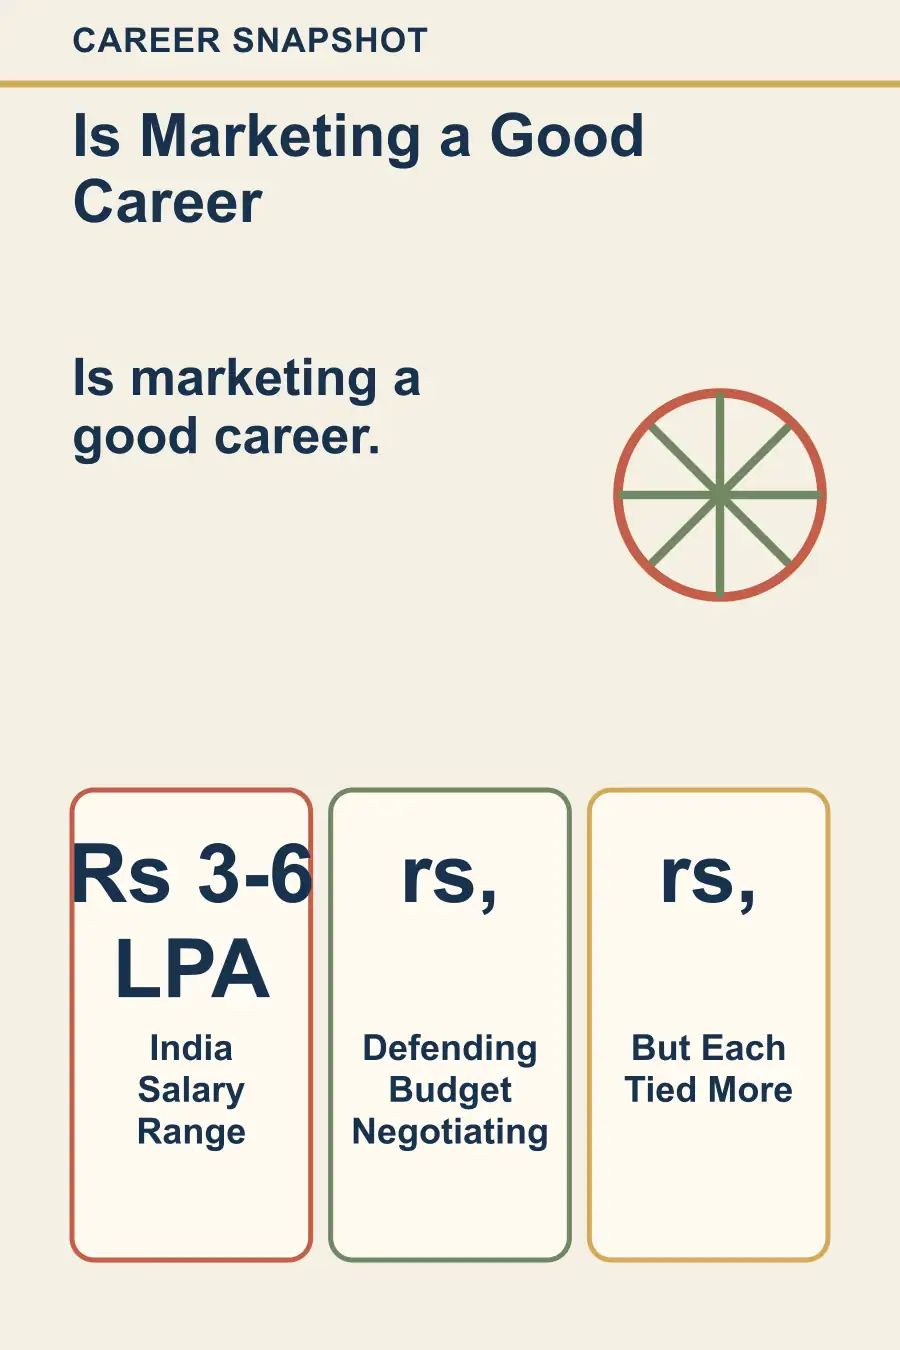 CAREER SNAPSHOT
Is Marketing a Good
Career
Is marketing a
good career.
Rs 3-6
LPA
India
Salary
Range
rs,
Defending
Budget
Negotiating
rs,
But Each
Tied More